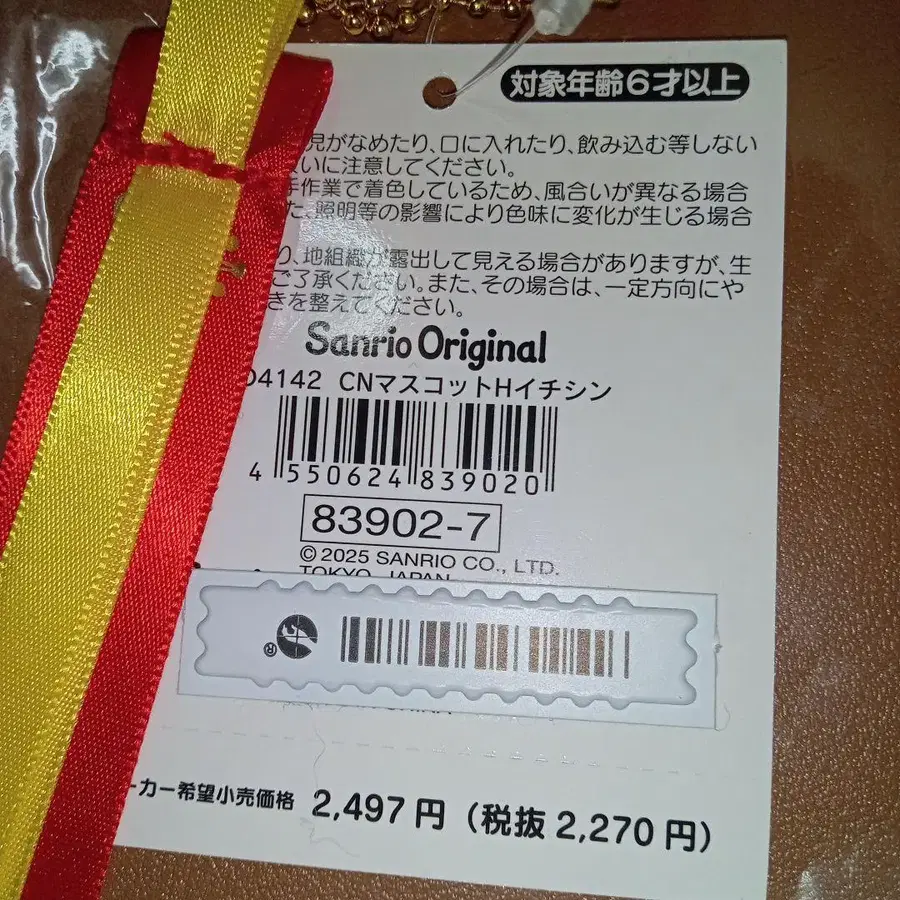 対象年齢6才以上
児がなめたり、口に入れたり、飲み込む等しない
いに注意してください。
手作業で着色しているため、風合いが異なる場合
た、照明等の影響により色味に変化が生じる場合
り、地組織が露出して見える場合がありますが、生
ご了承ください。また、その場合は、一定方向にや
きを整えてください。
Sanrio Original
04142 CNマスコットHイチシン
4 550624 839020
83902-7
© 2025 SANRIO CO., LTD.
TOKYO, JAPAN
®
ーカー希望小売価格 2,497円 (税抜 2,270円)